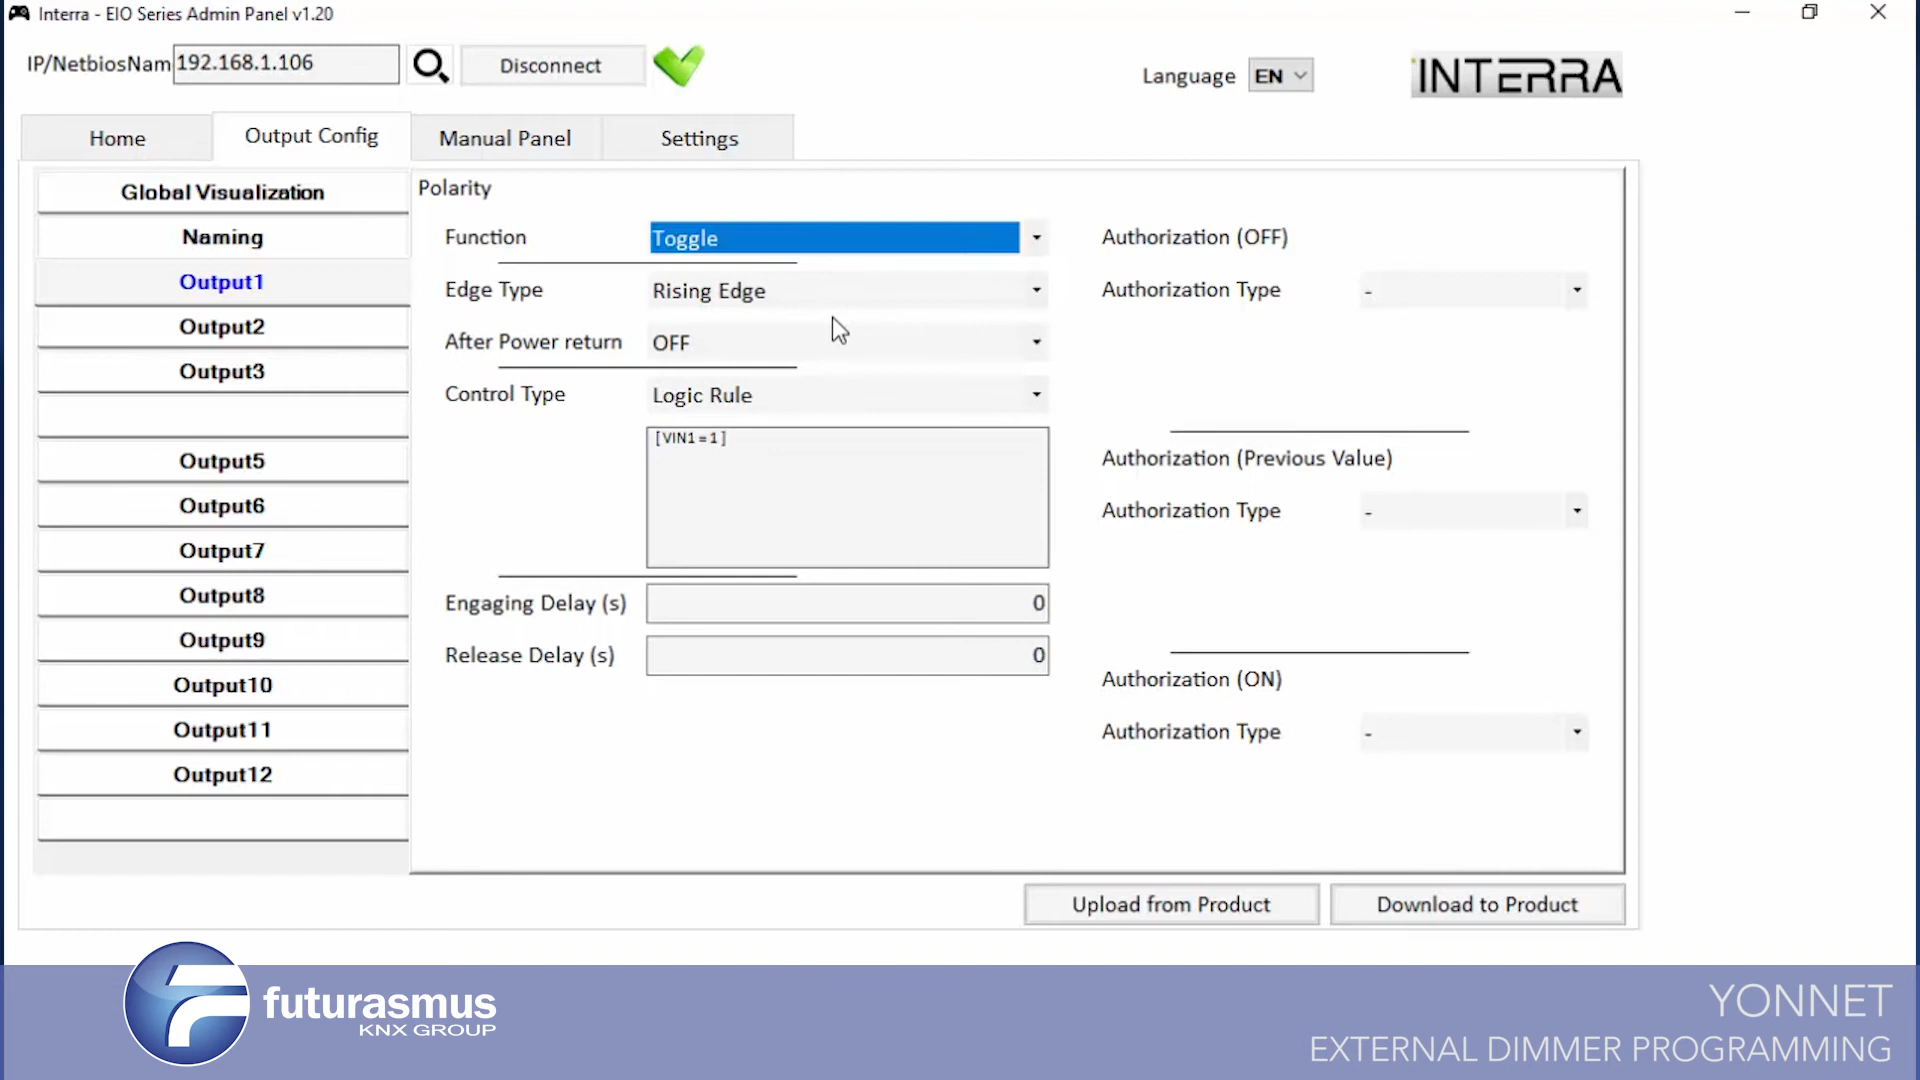 Interra - EIO Series Admin Panel v1.20
IP/NetbiosNam 192.168.1.106 Disconnect Language EN INTERRA
Home Output Config Manual Panel Settings
Global Visualization
Naming
Output1
Output2
Output3
Output5
Output6
Output7
Output8
Output9
Output10
Output11
Output12
Polarity
Function Toggle
Edge Type Rising Edge
After Power return OFF
Control Type Logic Rule
[VIN1=1]
Engaging Delay (s) 0
Release Delay (s) 0
Authorization (OFF)
Authorization Type -
Authorization (Previous Value)
Authorization Type -
Authorization (ON)
Authorization Type -
Upload from Product Download to Product
futurasmus
KNX GROUP
YONNET
EXTERNAL DIMMER PROGRAMMING